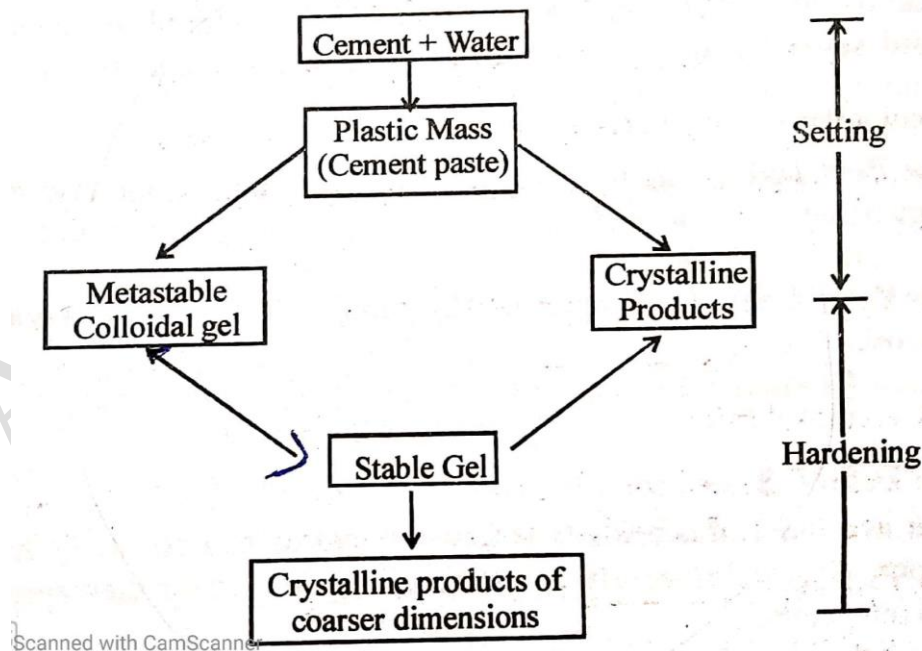 Cement + Water
Plastic Mass
(Cement paste)
Setting
Metastable
Colloidal gel
Crystalline
Products
Stable Gel
Hardening
Crystalline products of
coarser dimensions
Scanned with CamScanner